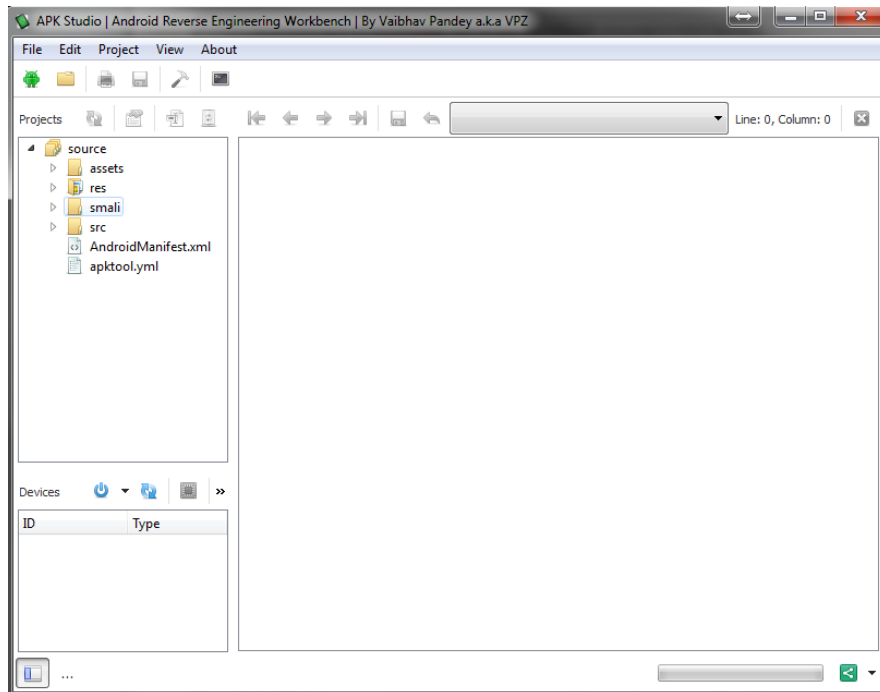 APK Studio | Android Reverse Engineering Workbench | By Vaibhav Pandey a.k.a VPZ
File Edit Project View About
Projects
Line: 0, Column: 0
source
assets
res
smali
src
AndroidManifest.xml
apktool.yml
Devices
»
ID Type
...